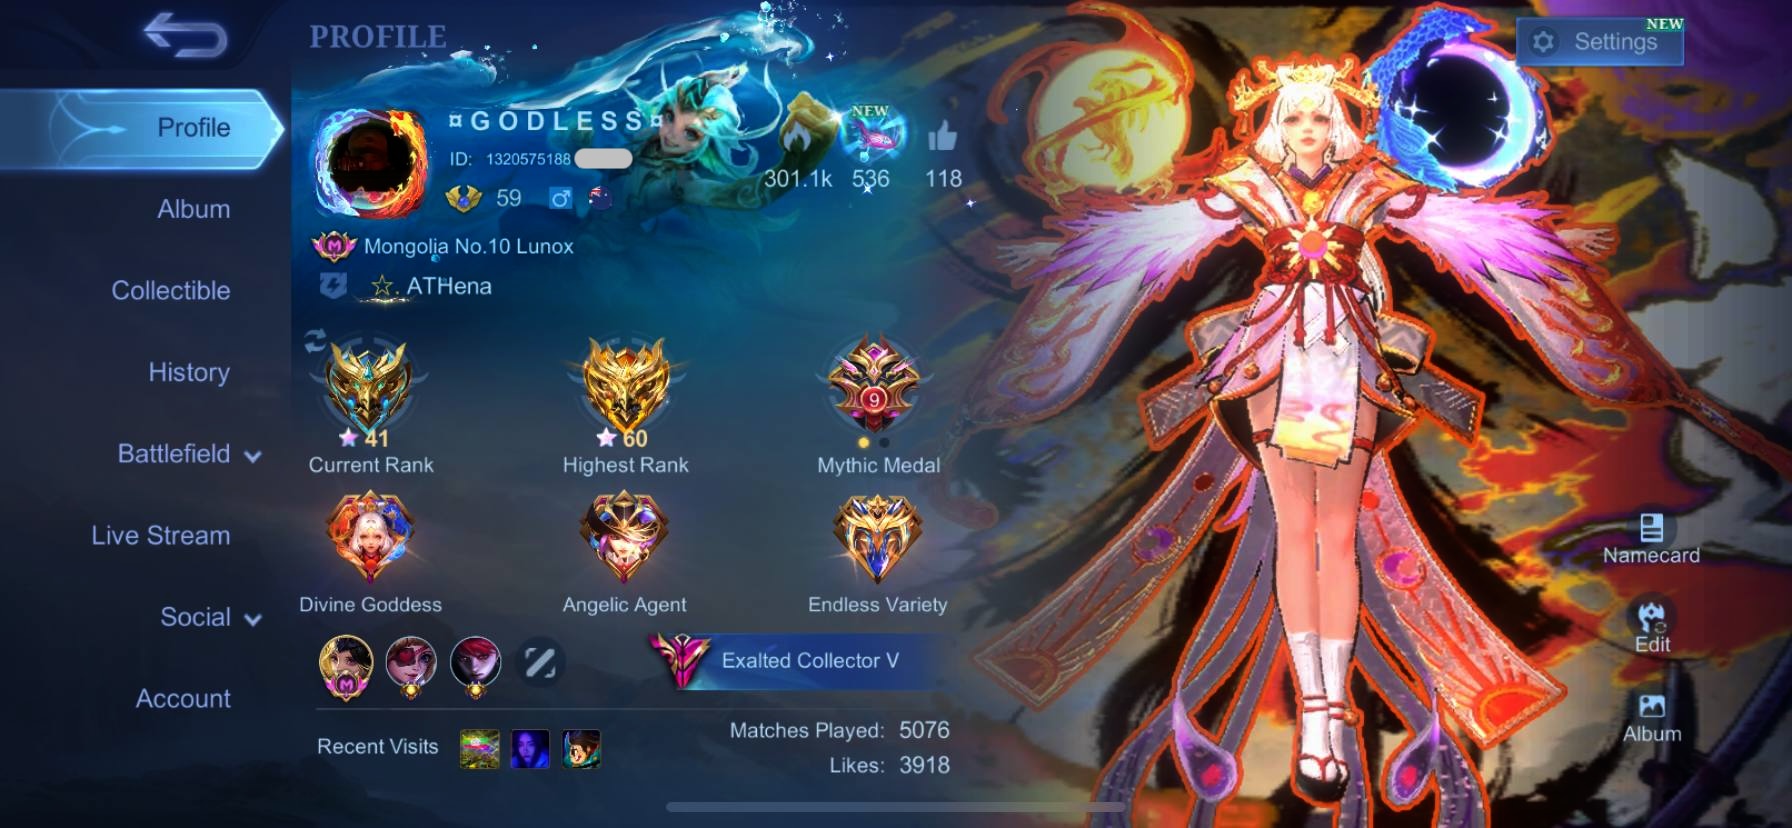 PROFILE
NEW
Settings
Profile
Album
Collectible
History
Battlefield
Live Stream
Social
Account
¤GODLESS¤
ID: 1320575188
59
NEW
301.1k 536 118
M Mongolia No.10 Lunox
☆. ATHena
41 60 9
Current Rank Highest Rank Mythic Medal
Divine Goddess Angelic Agent Endless Variety
M
Exalted Collector V
Matches Played: 5076
Likes: 3918
Recent Visits
Namecard
Edit
Album